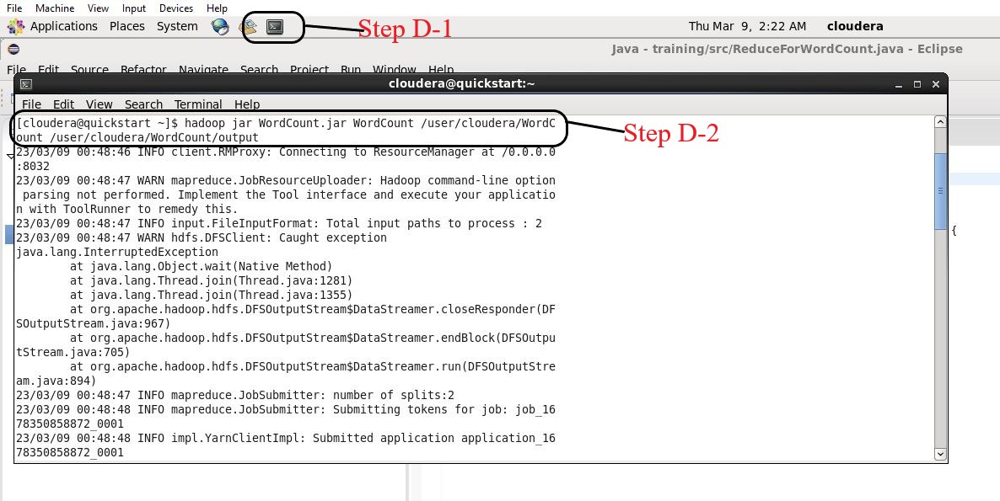 File Machine View Input Devices Help
Applications Places System Thu Mar 9, 2:22 AM cloudera
Step D-1
Java - training/src/ReduceForWordCount.java - Eclipse
File Edit Source Refactor Navigate Search Project Run Window Help
cloudera@quickstart:~
File Edit View Search Terminal Help
[cloudera@quickstart ~]$ hadoop jar WordCount.jar WordCount /user/cloudera/WordC
ount /user/cloudera/WordCount/output
Step D-2
23/03/09 00:48:46 INFO client.RMProxy: Connecting to ResourceManager at /0.0.0.0
:8032
23/03/09 00:48:47 WARN mapreduce.JobResourceUploader: Hadoop command-line option
parsing not performed. Implement the Tool interface and execute your applicatio
n with ToolRunner to remedy this.
23/03/09 00:48:47 INFO input.FileInputFormat: Total input paths to process : 2
23/03/09 00:48:47 WARN hdfs.DFSClient: Caught exception
java.lang.InterruptedException
at java.lang.Object.wait(Native Method)
at java.lang.Thread.join(Thread.java:1281)
at java.lang.Thread.join(Thread.java:1355)
at org.apache.hadoop.hdfs.DFSOutputStream$DataStreamer.closeResponder(DF
SOutputStream.java:967)
at org.apache.hadoop.hdfs.DFSOutputStream$DataStreamer.endBlock(DFSOutpu
tStream.java:705)
at org.apache.hadoop.hdfs.DFSOutputStream$DataStreamer.run(DFSOutputStre
am.java:894)
23/03/09 00:48:47 INFO mapreduce.JobSubmitter: number of splits:2
23/03/09 00:48:48 INFO mapreduce.JobSubmitter: Submitting tokens for job: job_16
78350858872_0001
23/03/09 00:48:48 INFO impl.YarnClientImpl: Submitted application application_16
78350858872_0001
{